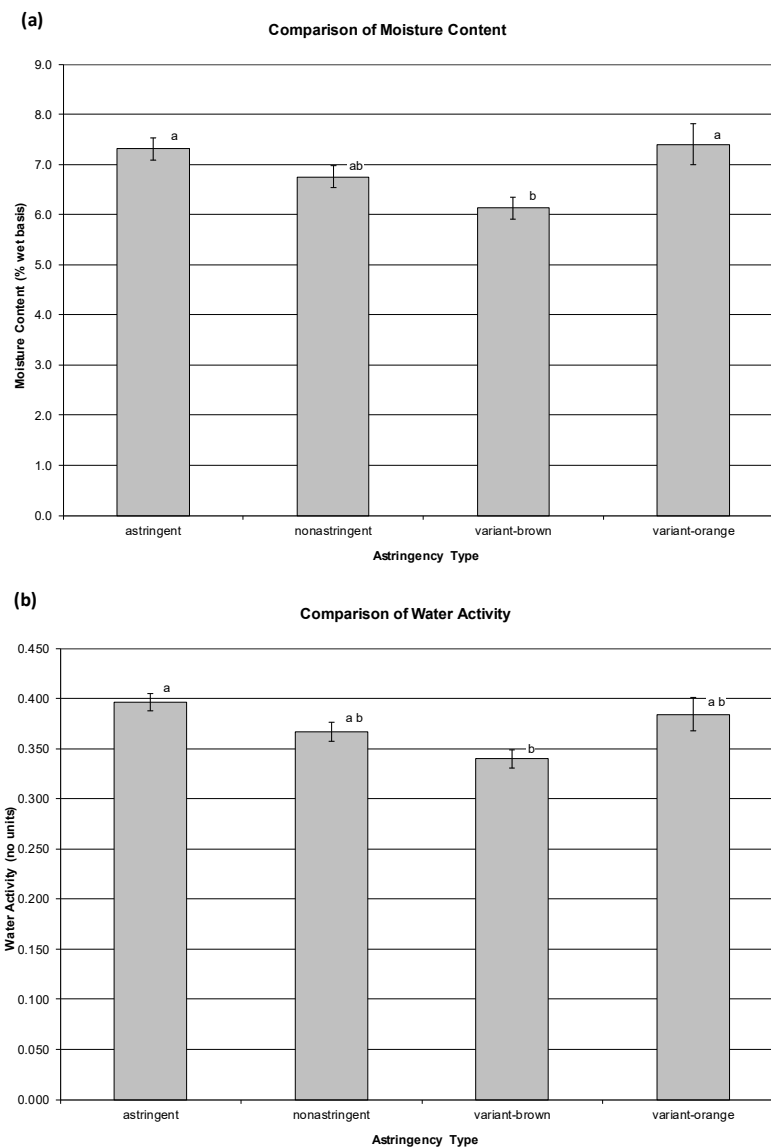 (a)
Comparison of Moisture Content
9.0
8.0
7.0
6.0
5.0
4.0
3.0
2.0
1.0
0.0
Moisture Content (% wet basis)
a
ab
b
a
astringent nonastringent variant-brown variant-orange
Astringency Type
(b)
Comparison of Water Activity
0.450
0.400
0.350
0.300
0.250
0.200
0.150
0.100
0.050
0.000
Water Activity (no units)
a
a b
b
a b
astringent nonastringent variant-brown variant-orange
Astringency Type